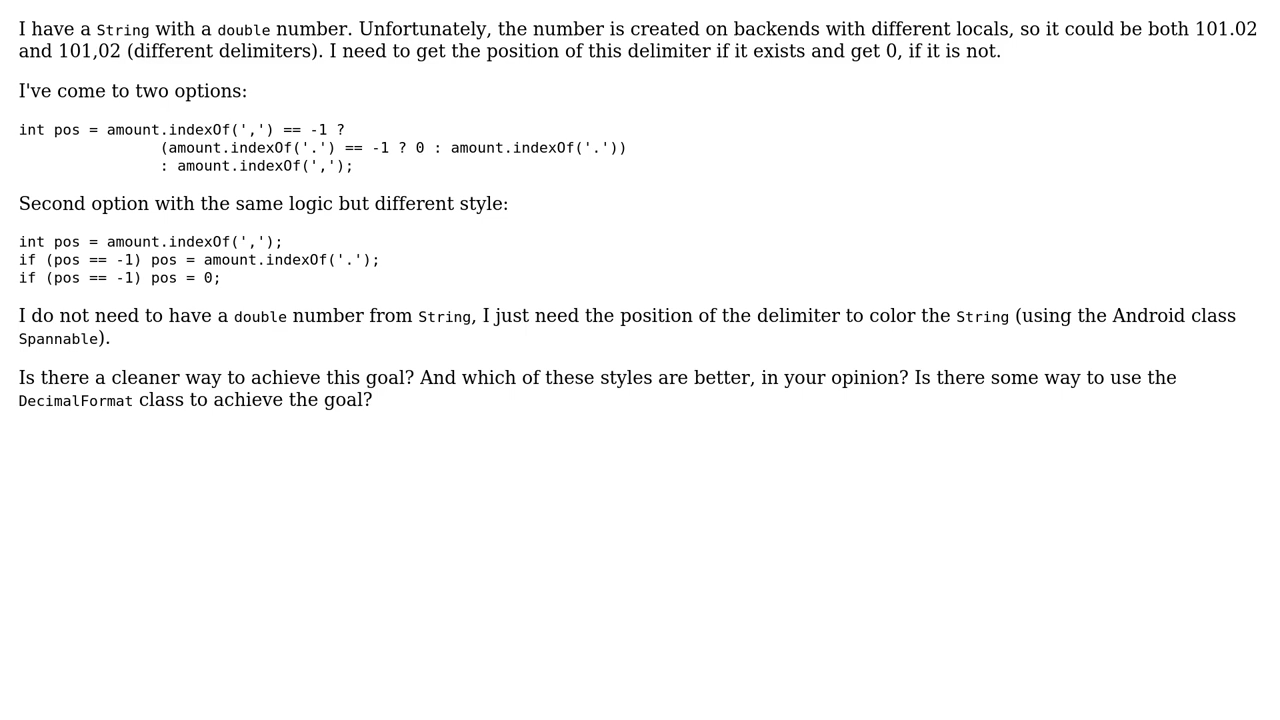 I have a String with a double number. Unfortunately, the number is created on backends with different locals, so it could be both 101.02
and 101,02 (different delimiters). I need to get the position of this delimiter if it exists and get 0, if it is not.
I've come to two options:
int pos = amount.indexOf(',') == -1 ?
                (amount.indexOf('.') == -1 ? 0 : amount.indexOf('.'))
                : amount.indexOf(',');
Second option with the same logic but different style:
int pos = amount.indexOf(',');
if (pos == -1) pos = amount.indexOf('.');
if (pos == -1) pos = 0;
I do not need to have a double number from String, I just need the position of the delimiter to color the String (using the Android class
Spannable).
Is there a cleaner way to achieve this goal? And which of these styles are better, in your opinion? Is there some way to use the
DecimalFormat class to achieve the goal?